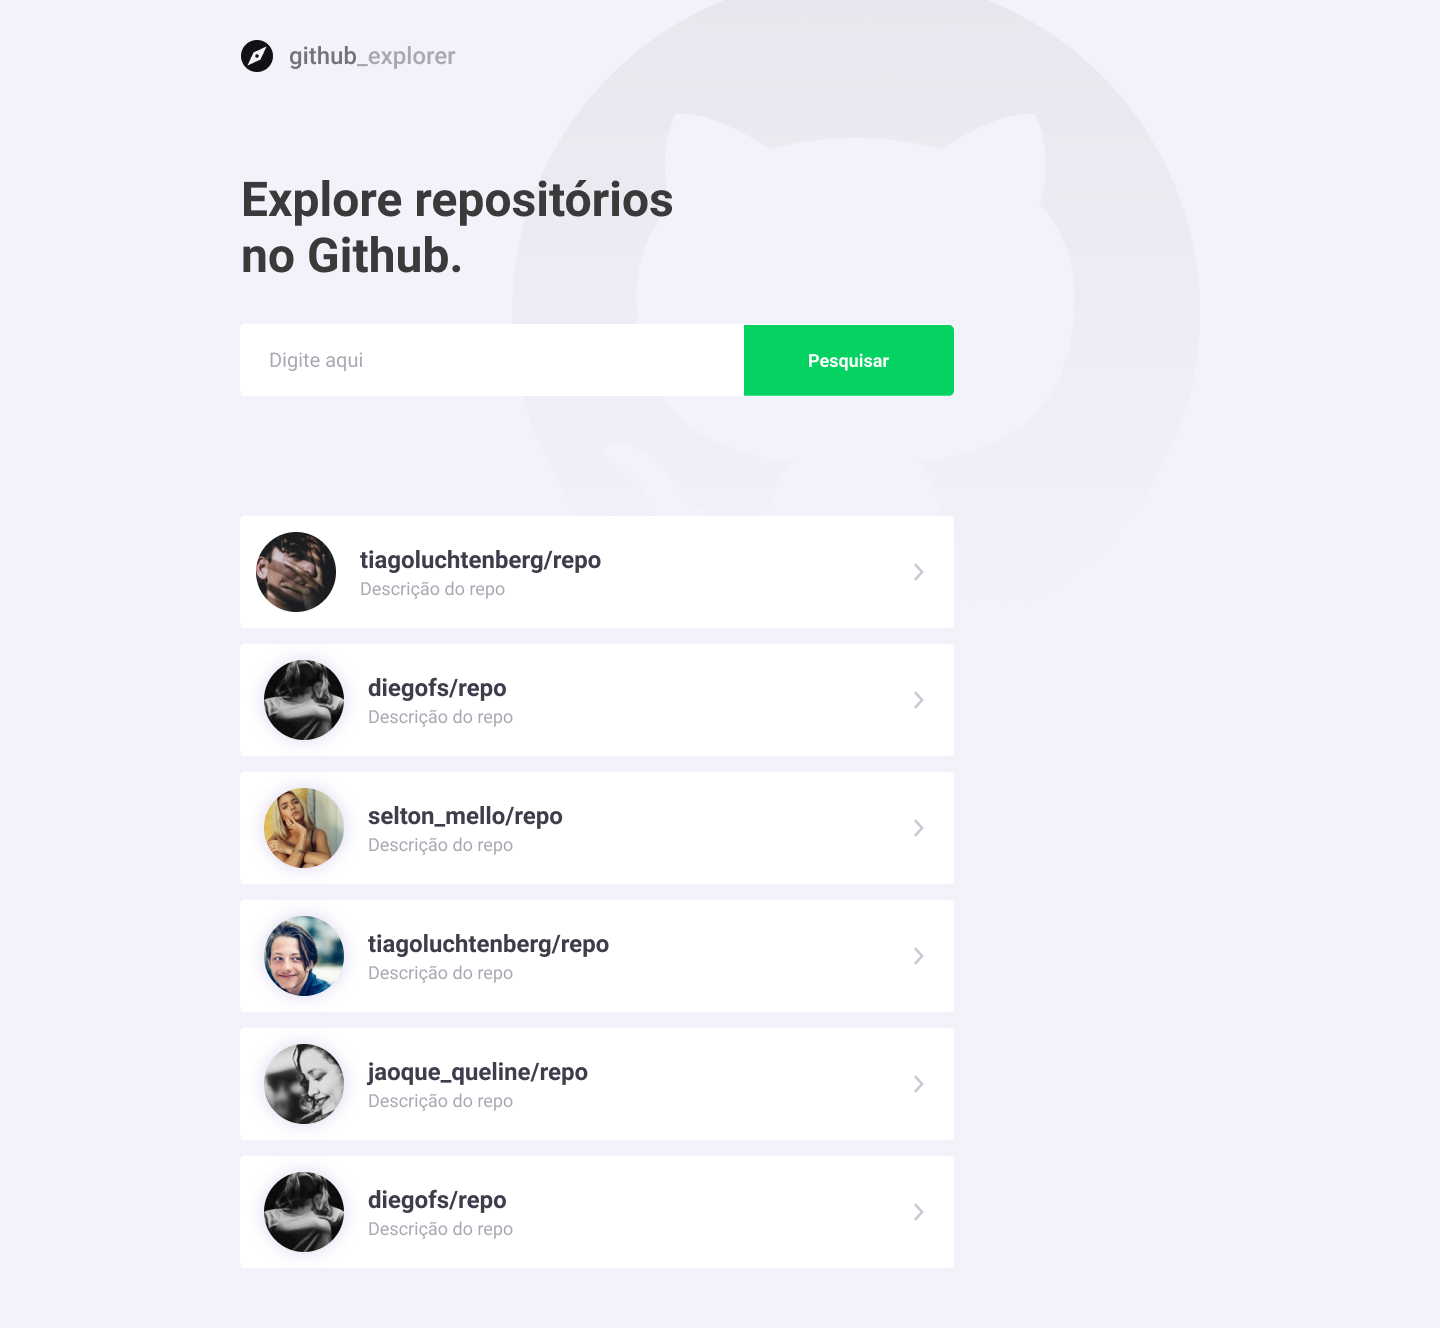 github_explorer
Explore repositórios
no Github.
Digite aqui
Pesquisar
tiagoluchtenberg/repo
Descrição do repo
diegofs/repo
Descrição do repo
selton_mello/repo
Descrição do repo
tiagoluchtenberg/repo
Descrição do repo
jaoque_queline/repo
Descrição do repo
diegofs/repo
Descrição do repo